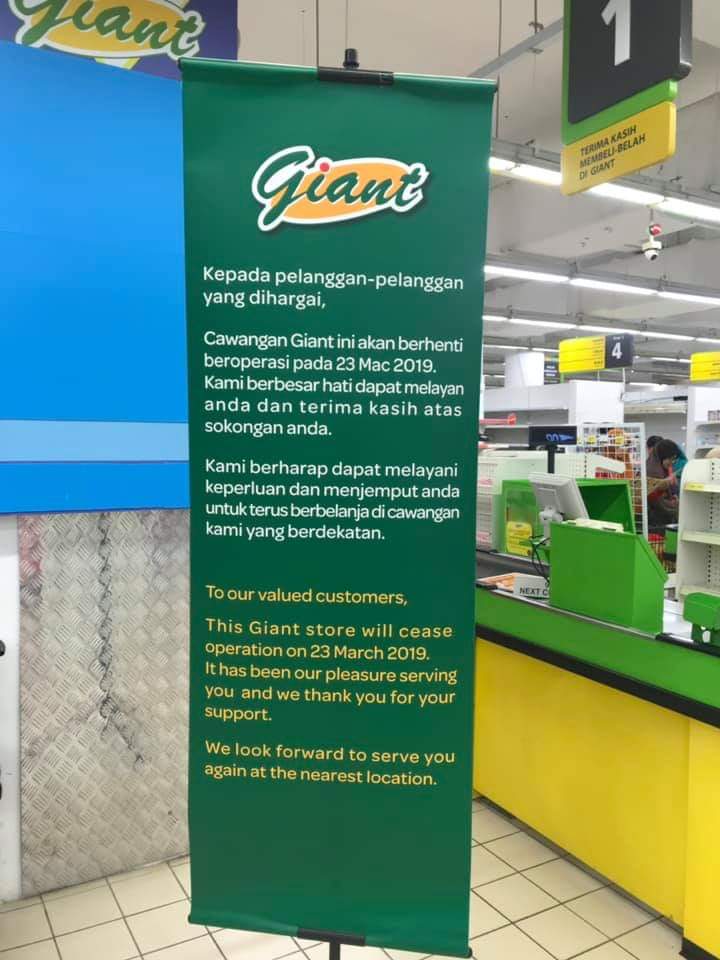 Giant
1
TERIMA KASIH
MEMBELI-BELAH
DI GIANT
Giant
Kepada pelanggan-pelanggan
yang dihargai,
Cawangan Giant ini akan berhenti
beroperasi pada 23 Mac 2019.
Kami berbesar hati dapat melayan
anda dan terima kasih atas
sokongan anda.
Kami berharap dapat melayani
keperluan dan menjemput anda
untuk terus berbelanja di cawangan
kami yang berdekatan.
To our valued customers,
This Giant store will cease
operation on 23 March 2019.
It has been our pleasure serving
you and we thank you for your
support.
We look forward to serve you
again at the nearest location.
4
NEXT